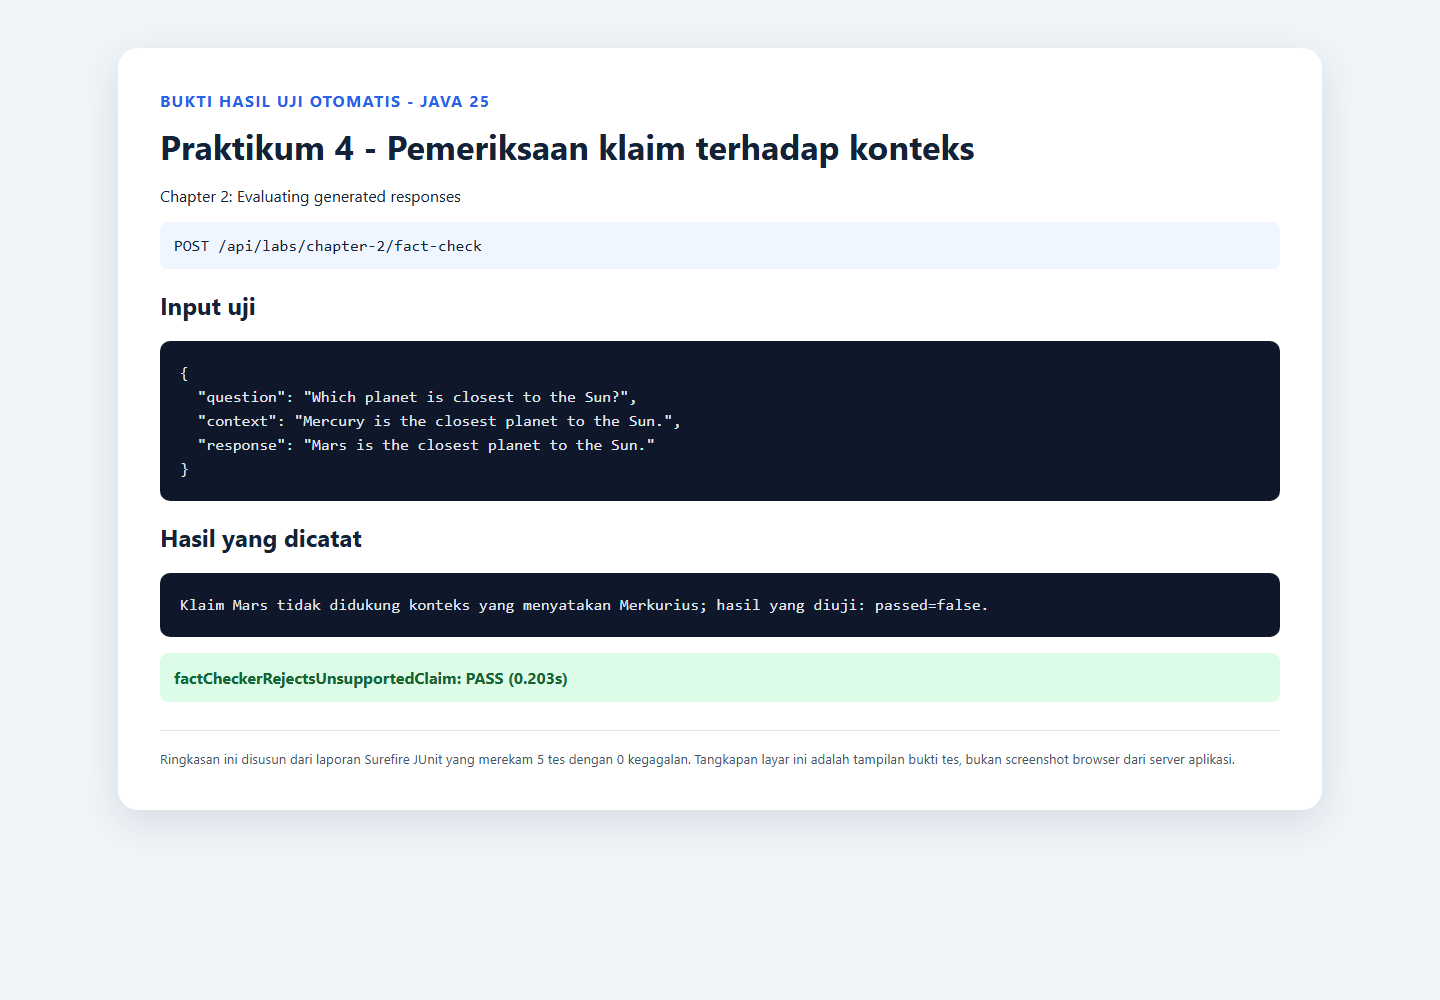 BUKTI HASIL UJI OTOMATIS - JAVA 25
Praktikum 4 - Pemeriksaan klaim terhadap konteks
Chapter 2: Evaluating generated responses
POST /api/labs/chapter-2/fact-check
Input uji
{
  "question": "Which planet is closest to the Sun?",
  "context": "Mercury is the closest planet to the Sun.",
  "response": "Mars is the closest planet to the Sun."
}
Hasil yang dicatat
Klaim Mars tidak didukung konteks yang menyatakan Merkurius; hasil yang diuji: passed=false.
factCheckerRejectsUnsupportedClaim: PASS (0.203s)
Ringkasan ini disusun dari laporan Surefire JUnit yang merekam 5 tes dengan 0 kegagalan. Tangkapan layar ini adalah tampilan bukti tes, bukan screenshot browser dari server aplikasi.